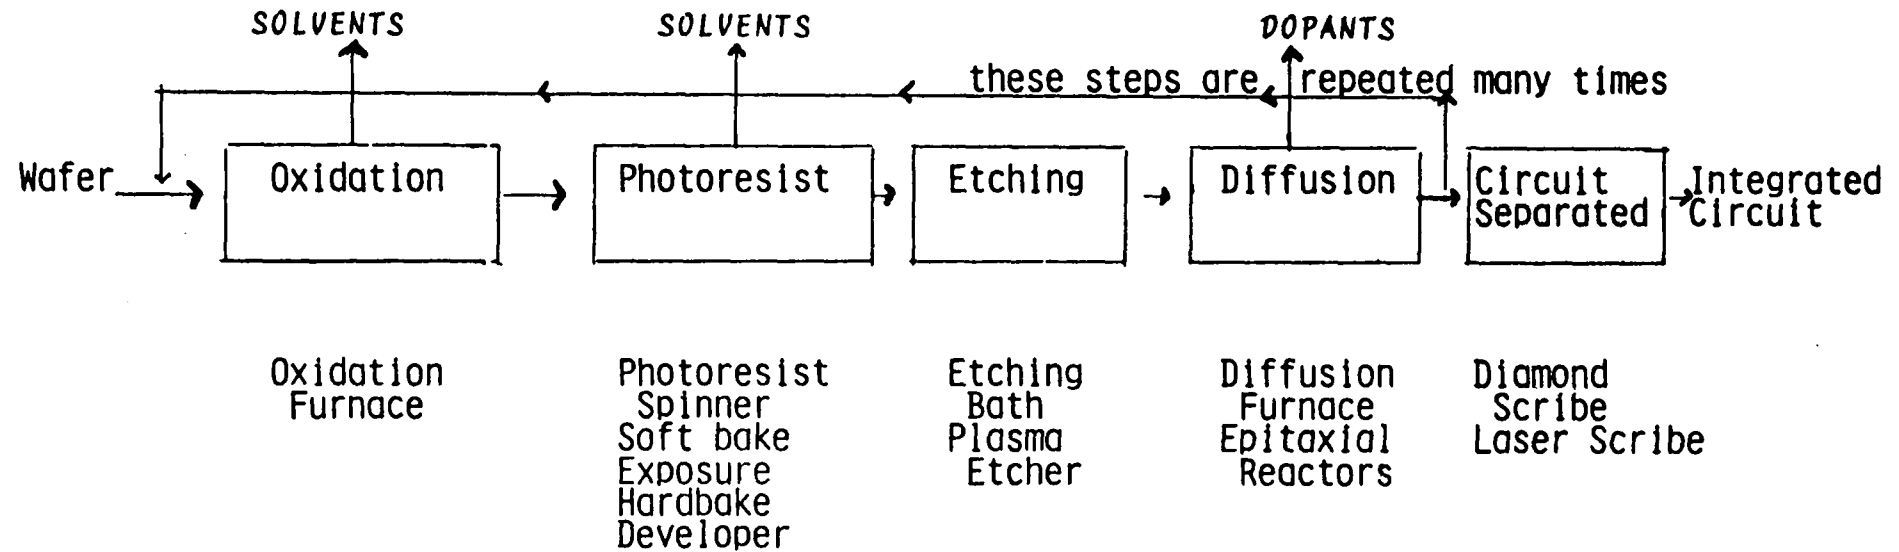 SOLVENTS
SOLVENTS
DOPANTS
these steps are repeated many times
Wafer
Oxidation
Photoresist
Etching
Diffusion
Circuit
Separated
Integrated
Circuit
Oxidation
Furnace
Photoresist
Spinner
Soft bake
Exposure
Hardbake
Developer
Etching
Bath
Plasma
Etcher
Diffusion
Furnace
Epitaxial
Reactors
Diamond
Scribe
Laser Scribe